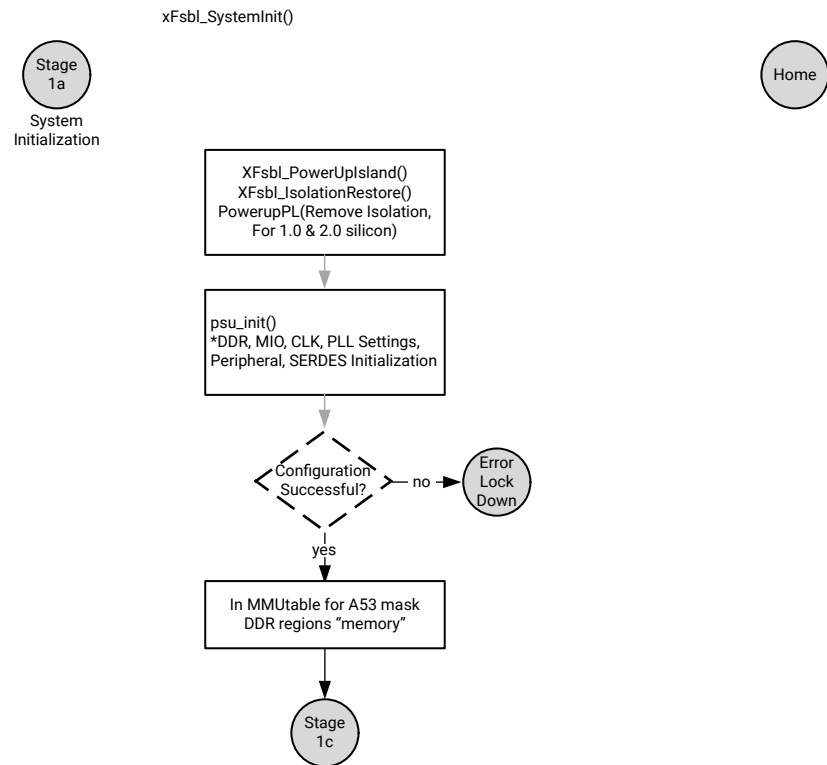 xFsbl_SystemInit()
Stage
1a
Home
System
Initialization
XFsbl_PowerUpIsland()
XFsbl_IsolationRestore()
PowerupPL(Remove Isolation,
For 1.0 & 2.0 silicon)
psu_init()
*DDR, MIO, CLK, PLL Settings,
Peripheral, SERDES Initialization
Configuration
Successful?
no
Error
Lock
Down
yes
In MMUtable for A53 mask
DDR regions “memory”
Stage
1c